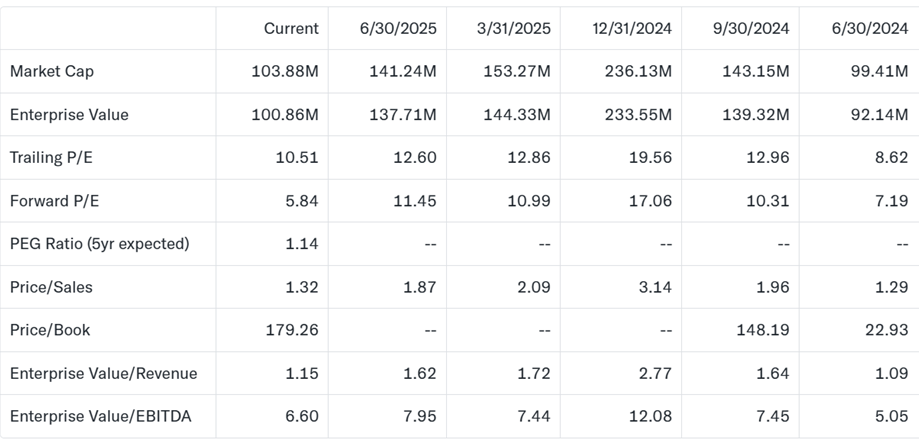 Current 6/30/2025 3/31/2025 12/31/2024 9/30/2024 6/30/2024
Market Cap 103.88M 141.24M 153.27M 236.13M 143.15M 99.41M
Enterprise Value 100.86M 137.71M 144.33M 233.55M 139.32M 92.14M
Trailing P/E 10.51 12.60 12.86 19.56 12.96 8.62
Forward P/E 5.84 11.45 10.99 17.06 10.31 7.19
PEG Ratio (5yr expected) 1.14 -- -- -- -- --
Price/Sales 1.32 1.87 2.09 3.14 1.96 1.29
Price/Book 179.26 -- -- -- 148.19 22.93
Enterprise Value/Revenue 1.15 1.62 1.72 2.77 1.64 1.09
Enterprise Value/EBITDA 6.60 7.95 7.44 12.08 7.45 5.05